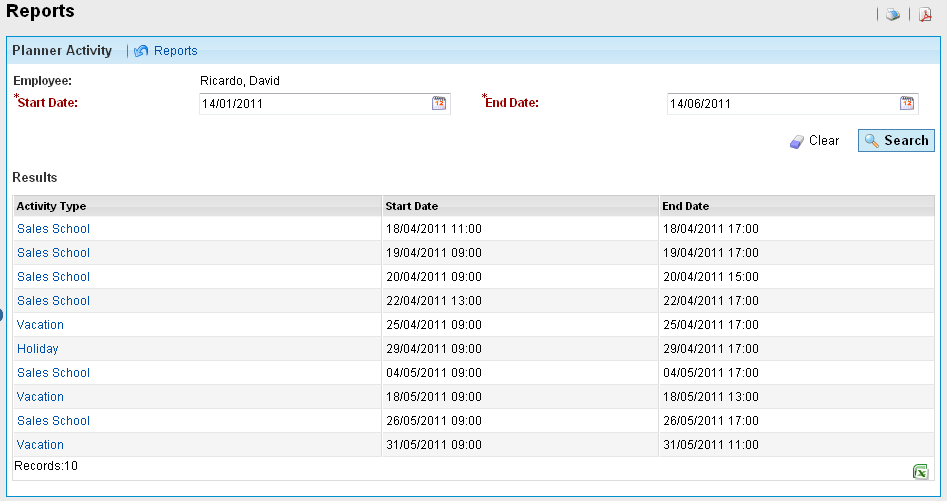 Reports
Planner Activity | Reports
Employee: Ricardo, David
*Start Date: 14/01/2011 *End Date: 14/06/2011
Clear Search
Results
Activity Type Start Date End Date
Sales School 18/04/2011 11:00 18/04/2011 17:00
Sales School 19/04/2011 09:00 19/04/2011 17:00
Sales School 20/04/2011 09:00 20/04/2011 15:00
Sales School 22/04/2011 13:00 22/04/2011 17:00
Vacation 25/04/2011 09:00 25/04/2011 17:00
Holiday 29/04/2011 09:00 29/04/2011 17:00
Sales School 04/05/2011 09:00 04/05/2011 17:00
Vacation 18/05/2011 09:00 18/05/2011 13:00
Sales School 26/05/2011 09:00 26/05/2011 17:00
Vacation 31/05/2011 09:00 31/05/2011 11:00
Records:10